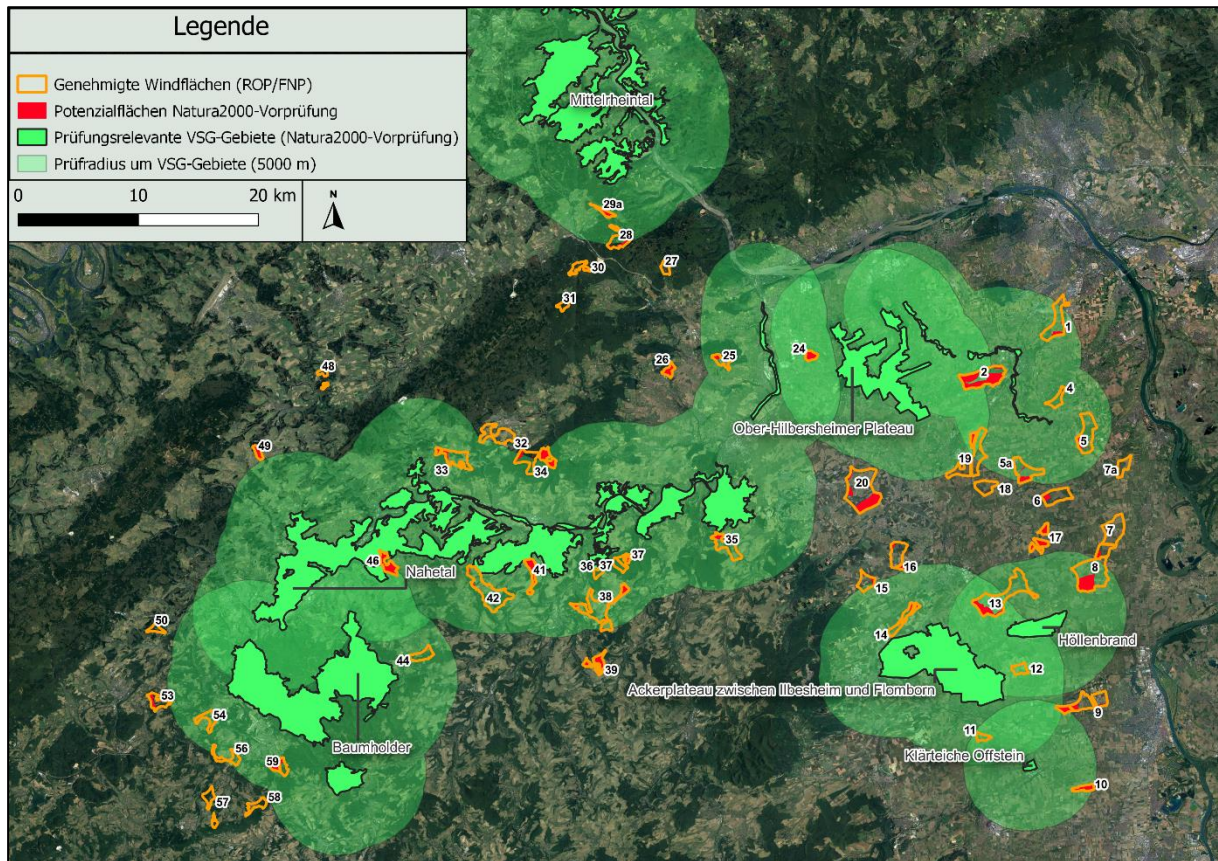 Legende
Genehmigte Windflächen (ROP/FNP)
Potenzialflächen Natura2000-Vorprüfung
Prüfungsrelevante VSG-Gebiete (Natura2000-Vorprüfung)
Prüfradius um VSG-Gebiete (5000 m)
0 10 20 km
N
Mittelrheintal
29a
28
30
27
31
1
48
26
25
24
2
4
Ober-Hilbersheimer Plateau
49
33
32
34
19
5a
5
7a
20
18
6
35
17
7
46
Nahetal
41
36
37
37
16
42
38
15
8
13
50
14
Höllenbrand
44
39
12
Ackerplateau zwischen Ilbesheim und Flomborn
53
54
9
11
Baumholder
56
59
Klärteiche Offstein
10
57
58